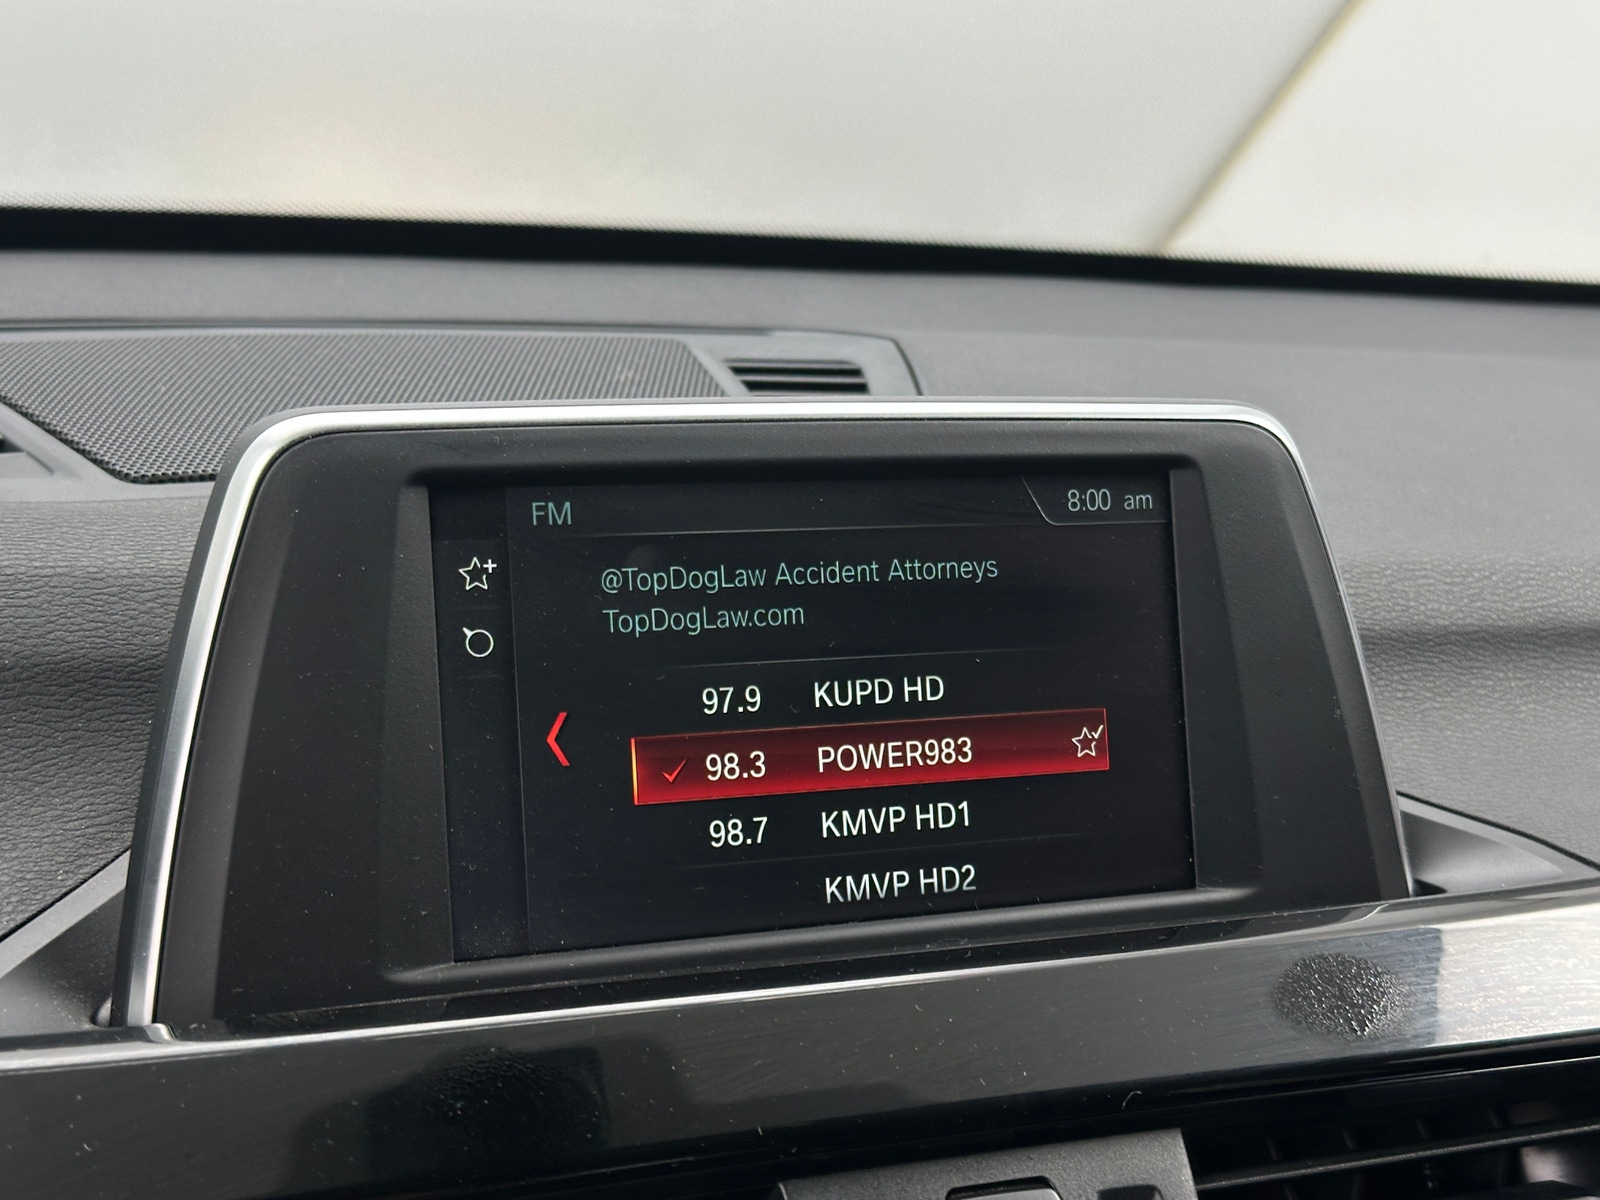 FM
8:00 am
@TopDogLaw Accident Attorneys
TopDogLaw.com
97.9 KUPD HD
98.3 POWER983
98.7 KMVP HD1
KMVP HD2